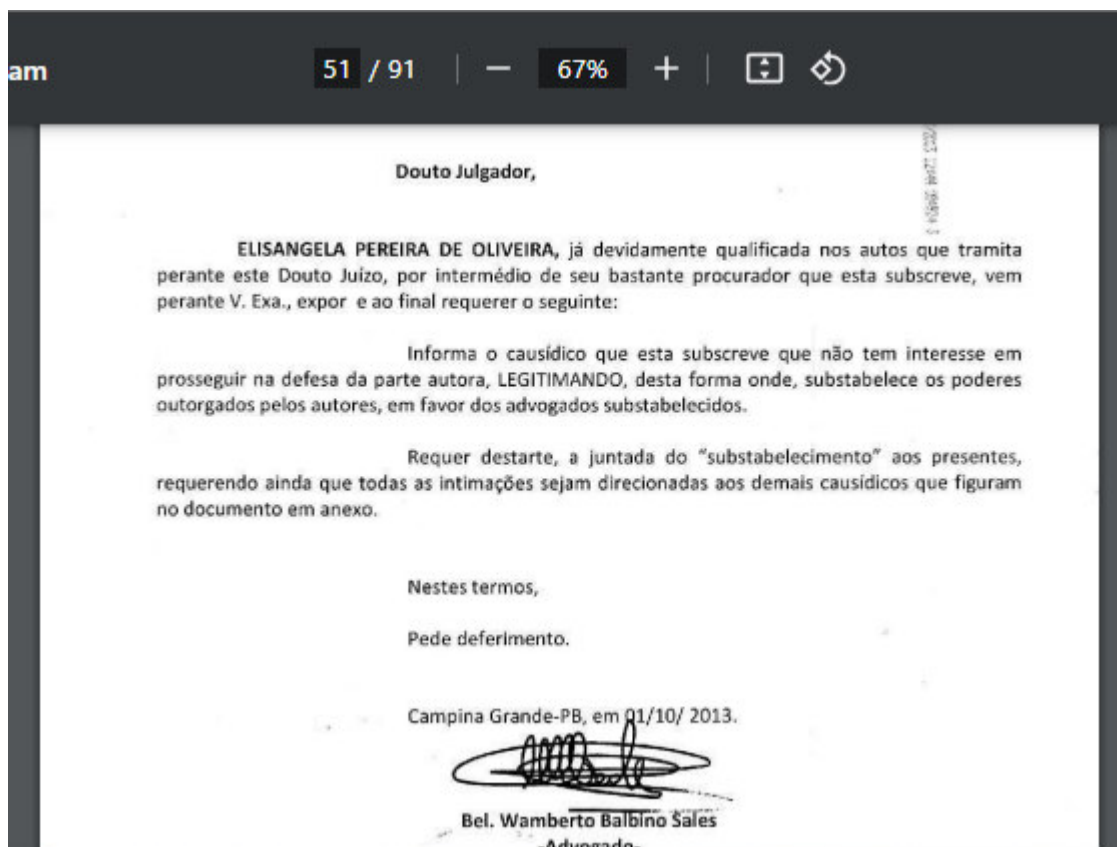 am
51 / 91
67%
Douto Julgador,
ELISANGELA PEREIRA DE OLIVEIRA, já devidamente qualificada nos autos que tramita
perante este Douto Juízo, por intermédio de seu bastante procurador que esta subscreve, vem
perante V. Exa., expor e ao final requerer o seguinte:
Informa o causídico que esta subscreve que não tem interesse em
prosseguir na defesa da parte autora, LEGITIMANDO, desta forma onde, substabelece os poderes
outorgados pelos autores, em favor dos advogados substabelecidos.
Requer destarte, a juntada do "substabelecimento" aos presentes,
requerendo ainda que todas as intimações sejam direcionadas aos demais causídicos que figuram
no documento em anexo.
Nestes termos,
Pede deferimento.
Campina Grande-PB, em 01/10/ 2013.
Bel. Wamberto Balbino Sales
-Advogado-